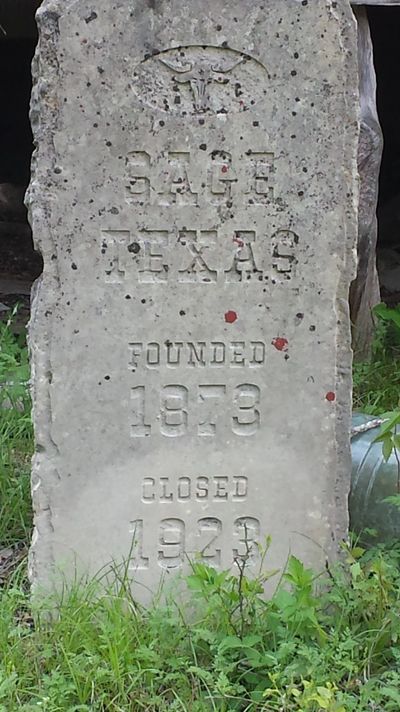 SAGE
TEXAS
FOUNDED
1873
CLOSED
1923